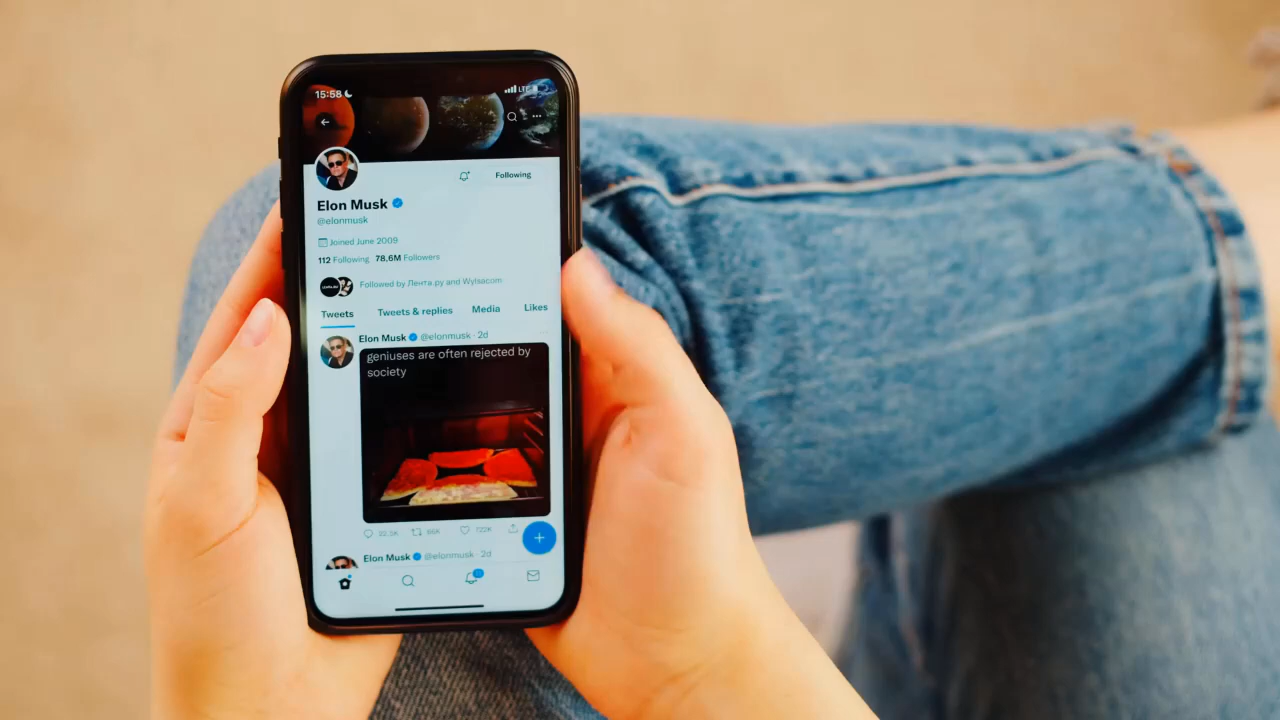 15:58
LTE
Following
Elon Musk
@elonmusk
Joined June 2009
112 Following 78,6M Followers
Followed by Лента.ру and Wylsacom
Tweets Tweets & replies Media Likes
Elon Musk @elonmusk · 2d
geniuses are often rejected by
society
Elon Musk @elonmusk · 2d